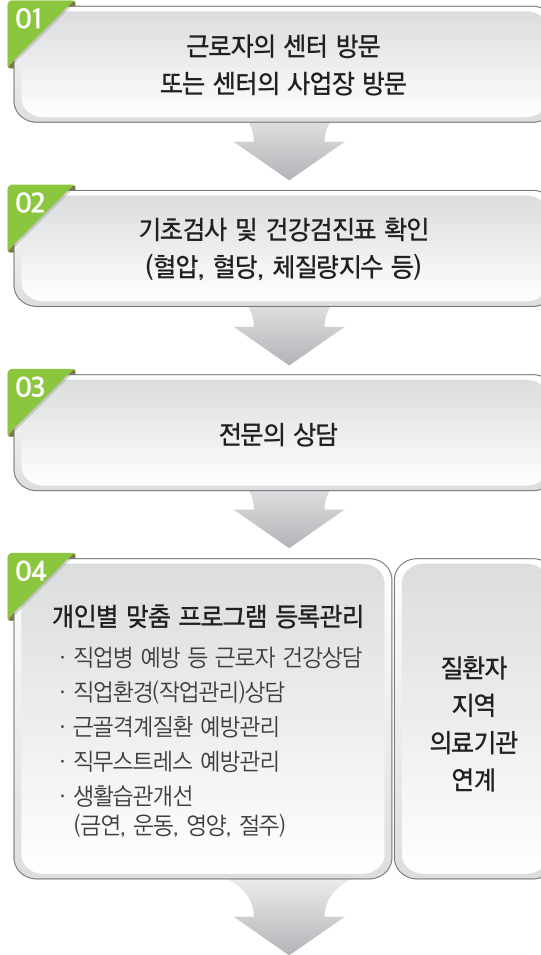 01
근로자의 센터 방문
또는 센터의 사업장 방문
02
기초검사 및 건강검진표 확인
(혈압, 혈당, 체질량지수 등)
03
전문의 상담
04
개인별 맞춤 프로그램 등록관리
· 직업병 예방 등 근로자 건강상담
· 직업환경(작업관리)상담
· 근골격계질환 예방관리
· 직무스트레스 예방관리
· 생활습관개선
(금연, 운동, 영양, 절주)
질환자
지역
의료기관
연계